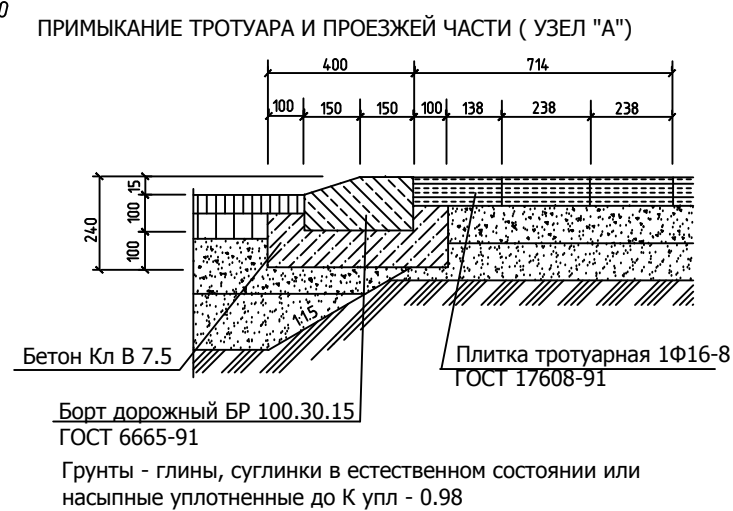 0
ПРИМЫКАНИЕ ТРОТУАРА И ПРОЕЗЖЕЙ ЧАСТИ ( УЗЕЛ "А")
400 714
100 150 150 100 138 238 238
15
100
240
100
1:1.5
Бетон Кл В 7.5
Плитка тротуарная 1Ф16-8
ГОСТ 17608-91
Борт дорожный БР 100.30.15
ГОСТ 6665-91
Грунты - глины, суглинки в естественном состоянии или
насыпные уплотненные до К упл - 0.98